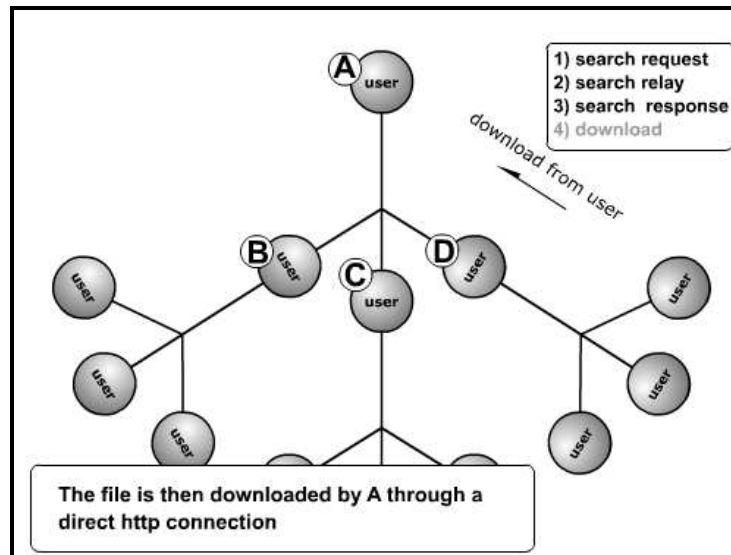 A
user
1) search request
2) search relay
3) search response
4) download
download from user
B
user
C
user
D
user
user
user
user
user
user
user
The file is then downloaded by A through a
direct http connection